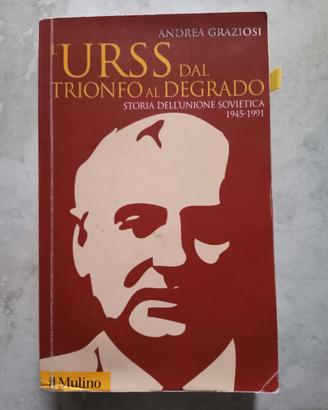 ANDREA GRAZIOSI
L'URSS DAL
TRIONFO AL DEGRADO
STORIA DELL'UNIONE SOVIETICA
1945-1991
il Mulino